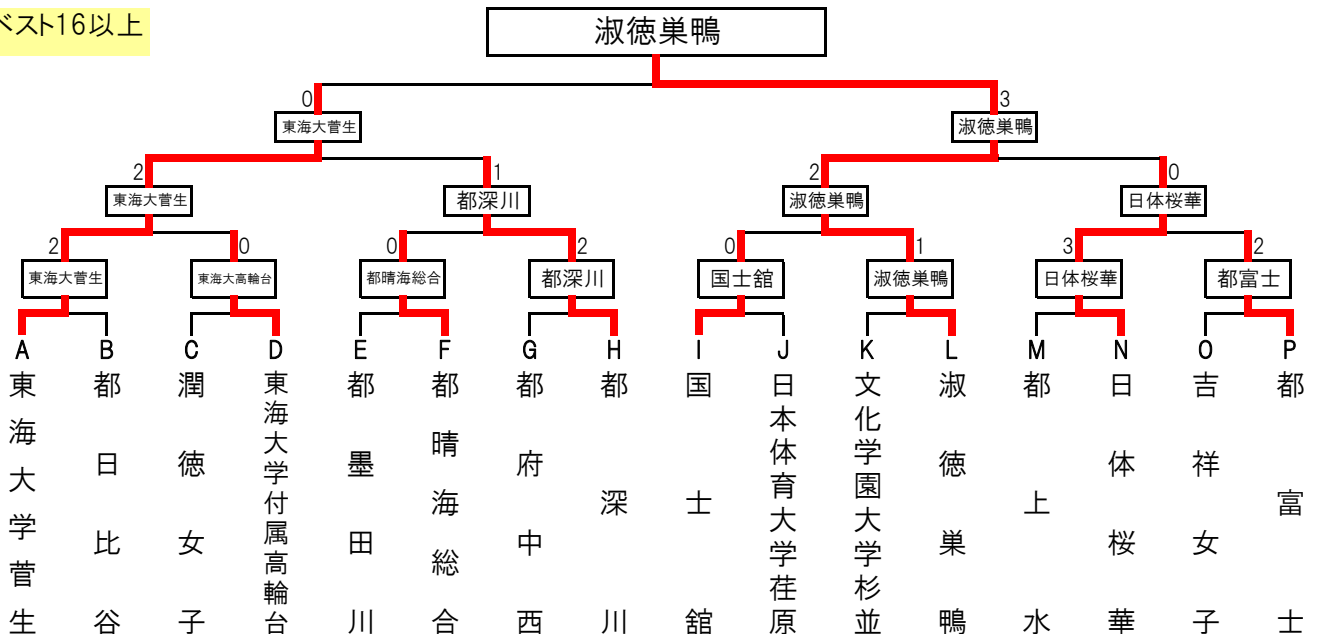 ベスト16以上
淑徳巣鴨
0 3
東海大菅生 淑徳巣鴨
2 1 2 0
東海大菅生 都深川 淑徳巣鴨 日体桜華
2 0 0 2 0 1 3 2
東海大菅生 東海大高輪台 都晴海総合 都深川 国士舘 淑徳巣鴨 日体桜華 都富士
A B C D E F G H I J K L M N O P
東海大学菅生
都日比谷
潤徳女子
東海大学付属高輪台
都墨田川
都晴海総合
都府中西
都深川
国士舘
日本体育大学荏原
文化学園大学杉並
淑徳巣鴨
都上水
日体桜華
吉祥女子
都富士